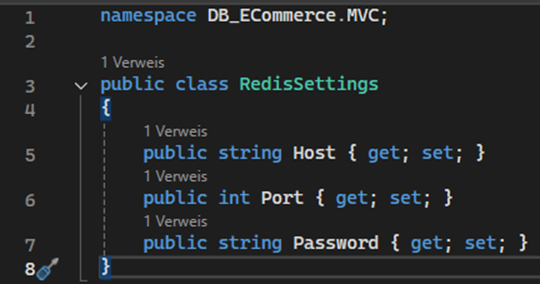 1 namespace DB_ECommerce.MVC;
2
1 Verweis
3 public class RedisSettings
4 {
1 Verweis
5 public string Host { get; set; }
1 Verweis
6 public int Port { get; set; }
1 Verweis
7 public string Password { get; set; }
8 }